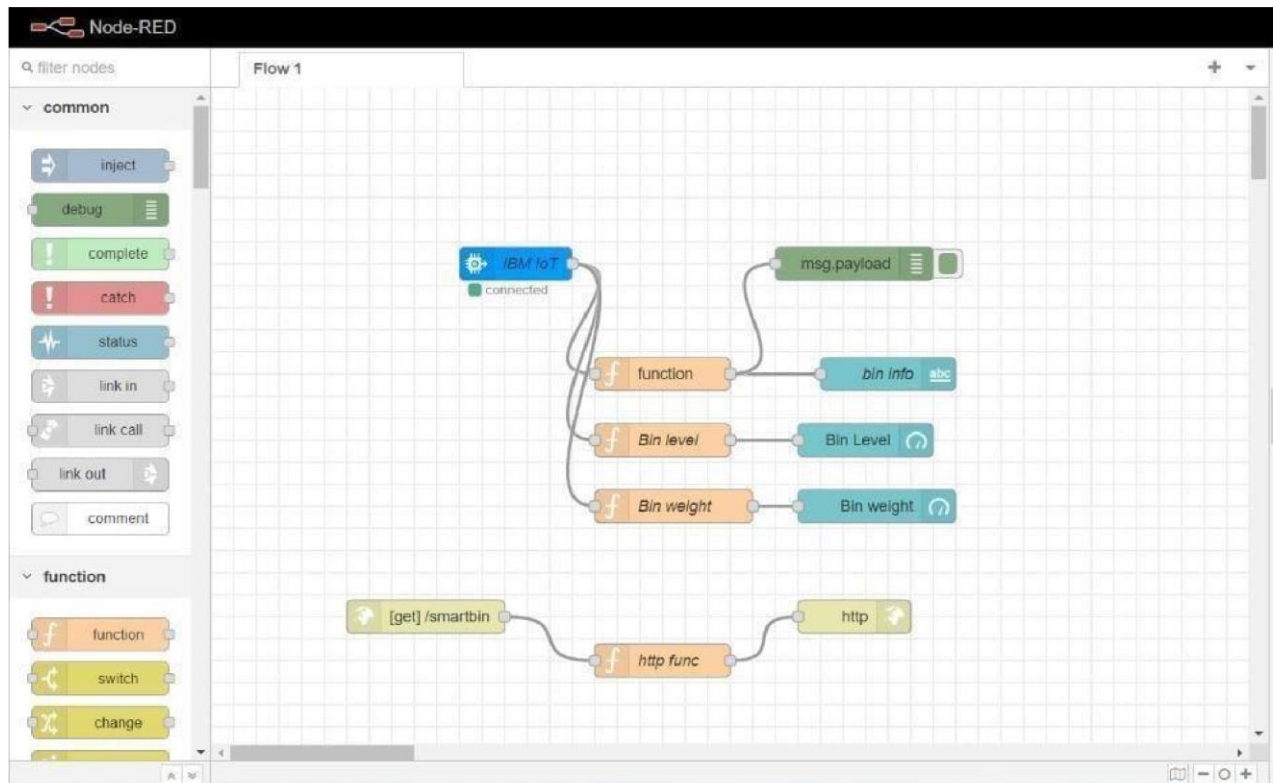 Node-RED
filter nodes
Flow 1
common
inject
debug
complete
catch
status
link in
link call
link out
comment
function
function
switch
change
IBM IoT
connected
msg.payload
function
bin info
abc
Bin level
Bin Level
Bin weight
Bin weight
[get] /smartbin
http
http func